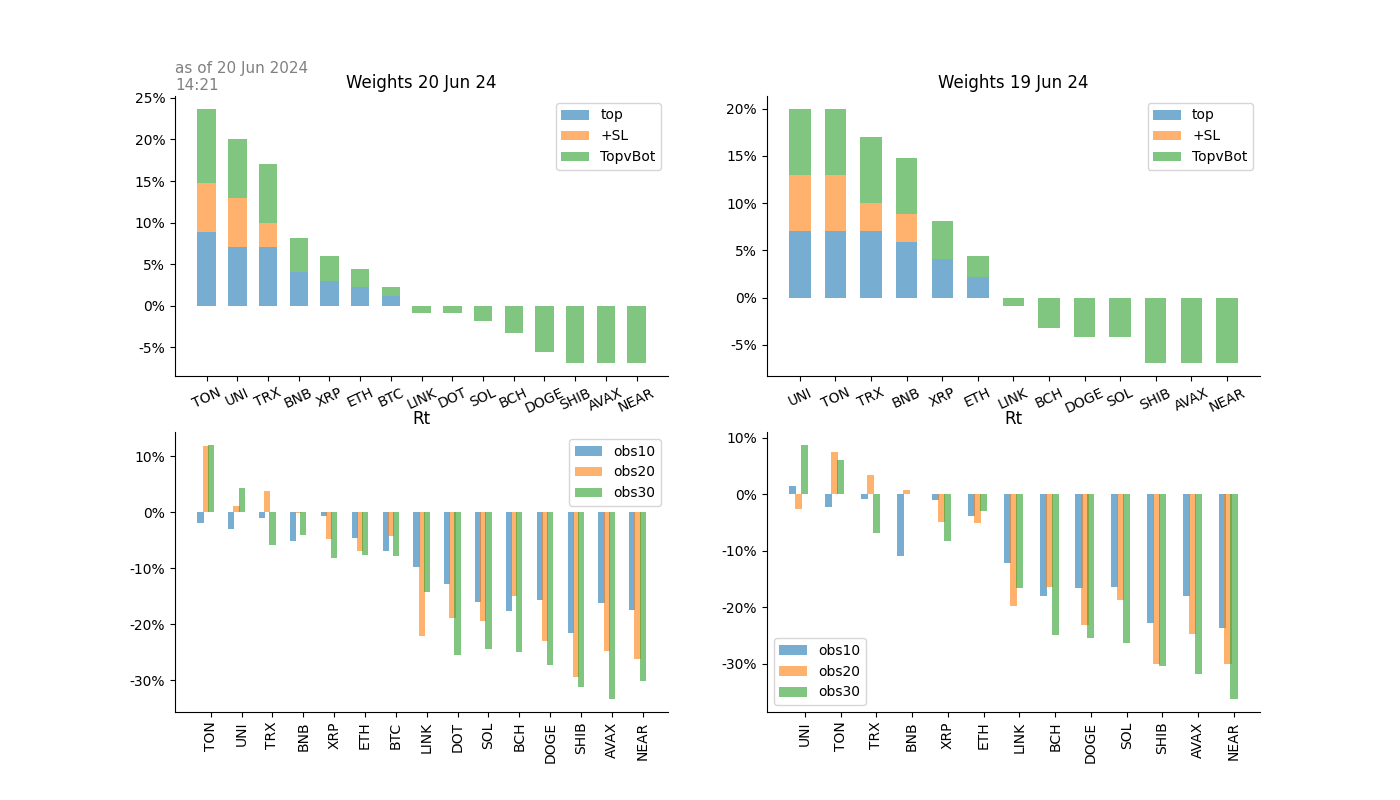 as of 20 Jun 2024
14:21
Weights 20 Jun 24
25%
20%
15%
10%
5%
0%
-5%
top
+SL
TopvBot
TON UNI TRX BNB XRP ETH BTC LINK DOT SOL BCH DOGE SHIB AVAX NEAR
Weights 19 Jun 24
20%
15%
10%
5%
0%
-5%
top
+SL
TopvBot
UNI TON TRX BNB XRP ETH LINK BCH DOGE SOL SHIB AVAX NEAR
Rt
10%
0%
-10%
-20%
-30%
obs10
obs20
obs30
TON UNI TRX BNB XRP ETH BTC LINK DOT SOL BCH DOGE SHIB AVAX NEAR
Rt
10%
0%
-10%
-20%
-30%
obs10
obs20
obs30
UNI TON TRX BNB XRP ETH LINK BCH DOGE SOL SHIB AVAX NEAR